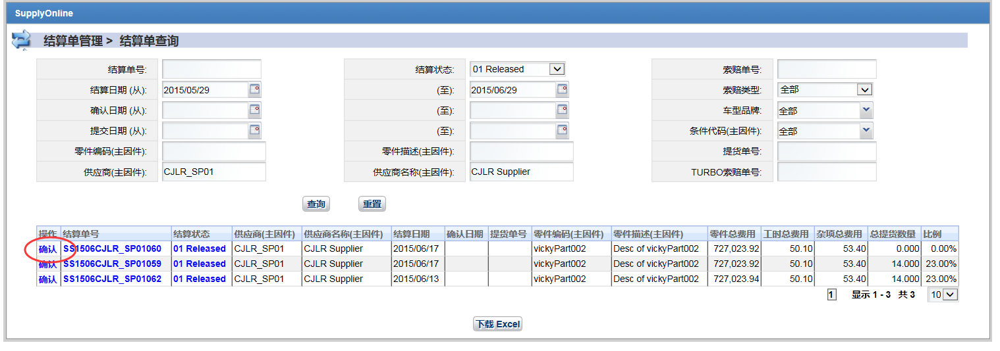 SupplyOnline
结算单管理 > 结算单查询
结算单号: 结算状态: 01 Released 索赔单号:
结算日期 (从): 2015/05/29 (至): 2015/06/29 索赔类型: 全部
确认日期 (从): (至): 车型品牌: 全部
提交日期 (从): (至): 条件代码(主因件): 全部
零件编码(主因件): 零件描述(主因件): 提货单号:
供应商(主因件): CJLR_SP01 供应商名称(主因件): CJLR Supplier TURBO索赔单号:
查询 重置
操作 结算单号 结算状态 供应商(主因件) 供应商名称(主因件) 结算日期 确认日期 提货单号 零件编码(主因件) 零件描述(主因件) 零件总费用 工时总费用 杂项总费用 总提货数量 比例
确认 SS1506CJLR_SP01060 01 Released CJLR_SP01 CJLR Supplier 2015/06/17 vickyPart002 Desc of vickyPart002 727,023.92 50.10 53.40 0.000 0.00%
确认 SS1506CJLR_SP01059 01 Released CJLR_SP01 CJLR Supplier 2015/06/17 vickyPart002 Desc of vickyPart002 727,023.92 50.10 53.40 14.000 23.00%
确认 SS1506CJLR_SP01062 01 Released CJLR_SP01 CJLR Supplier 2015/06/13 vickyPart002 Desc of vickyPart002 727,023.94 50.10 53.40 14.000 23.00%
1 显示 1 - 3 共 3 10
下载 Excel